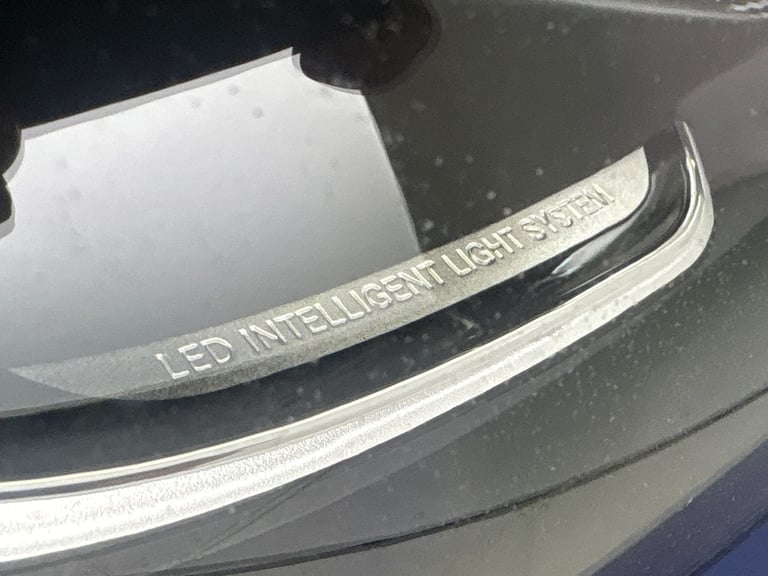 LED INTELLIGENT LIGHT SYSTEM